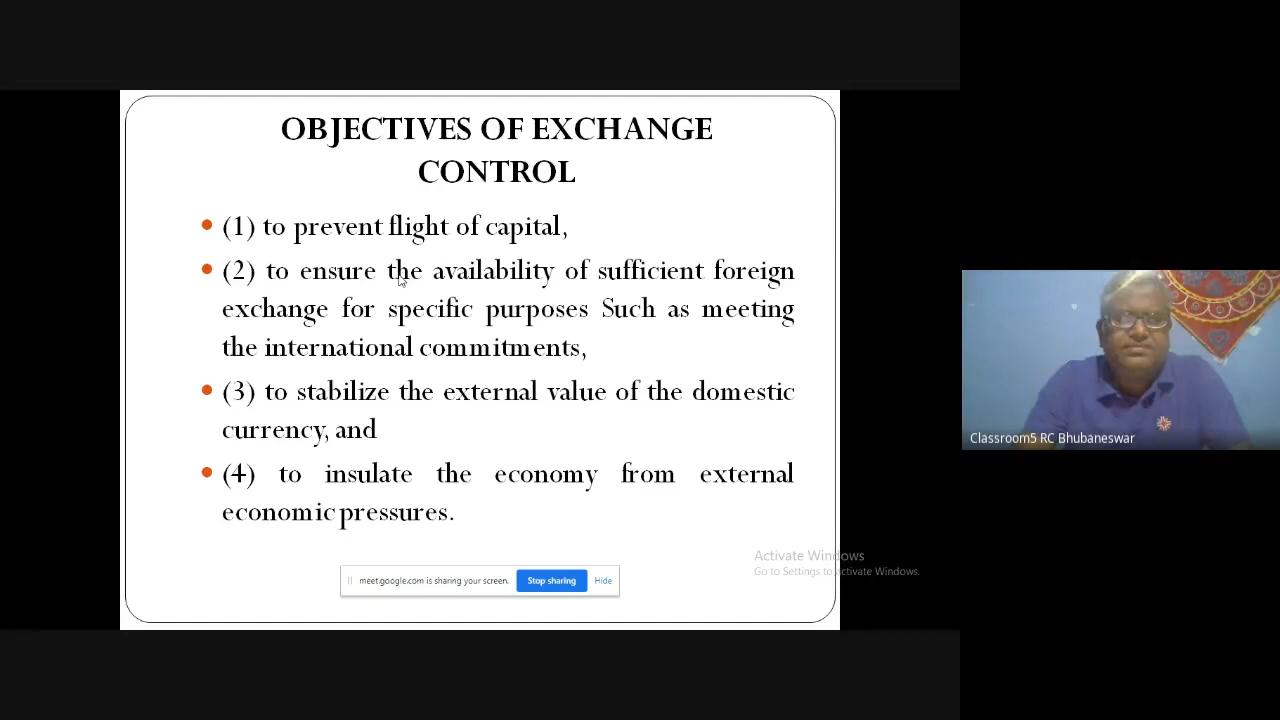 OBJECTIVES OF EXCHANGE
CONTROL
(1) to prevent flight of capital,
(2) to ensure the availability of sufficient foreign
exchange for specific purposes Such as meeting
the international commitments,
(3) to stabilize the external value of the domestic
currency, and
(4) to insulate the economy from external
economic pressures.
Activate Windows
Go to Settings to Activate Windows.
meet.google.com is sharing your screen. Stop sharing Hide
Classroom5 RC Bhubaneswar